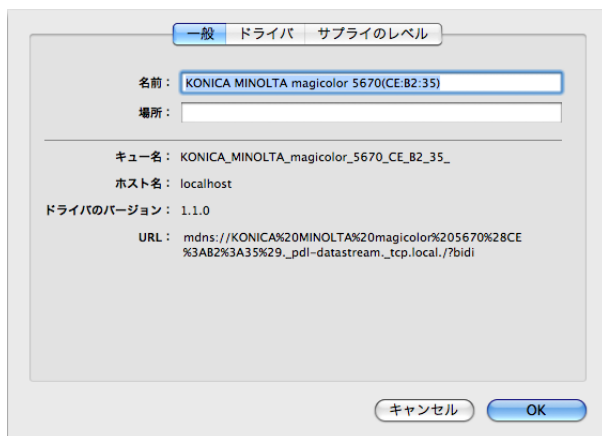 一般 ドライバ サプライのレベル
名前： KONICA MINOLTA magicolor 5670(CE:B2:35)
場所：
キュー名： KONICA_MINOLTA_magicolor_5670_CE_B2_35_
ホスト名： localhost
ドライバのバージョン： 1.1.0
URL： mdns://KONICA%20MINOLTA%20magicolor%205670%28CE
%3AB2%3A35%29._pdl-datastream._tcp.local./?bidi
キャンセル OK